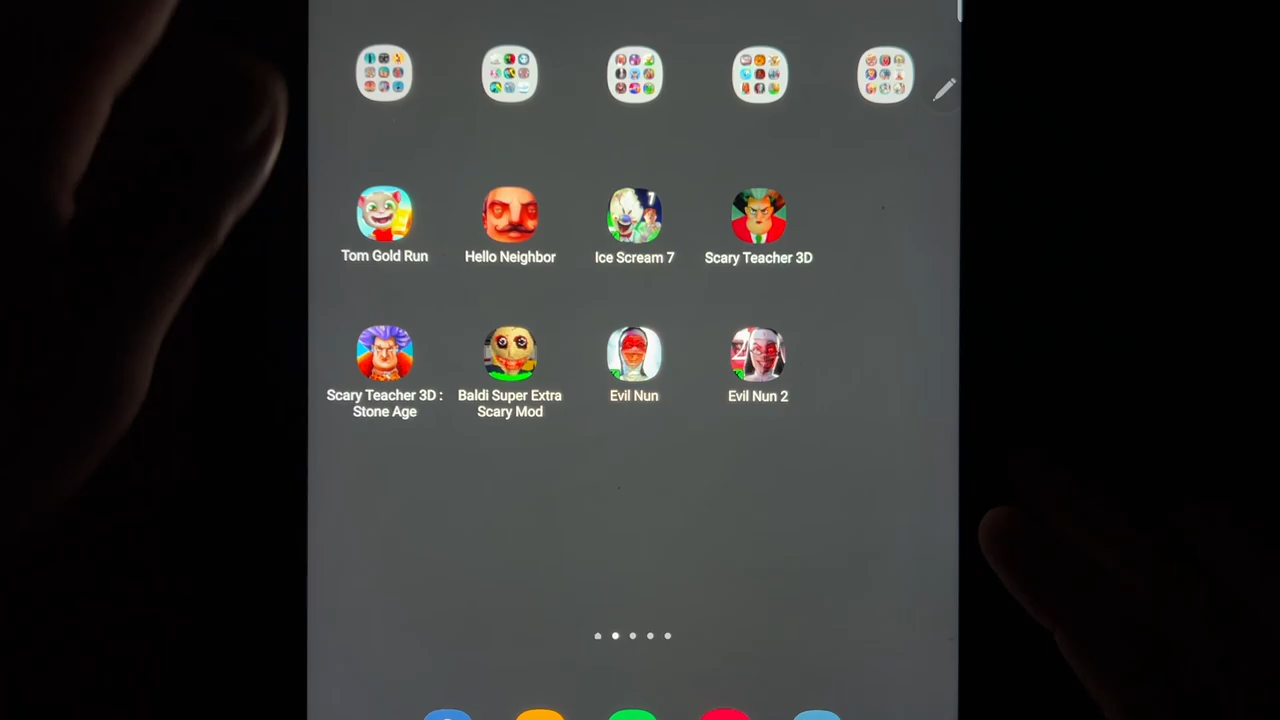 Tom Gold Run
Hello Neighbor
Ice Scream 7
Scary Teacher 3D
Scary Teacher 3D :
Stone Age
Baldi Super Extra
Scary Mod
Evil Nun
Evil Nun 2